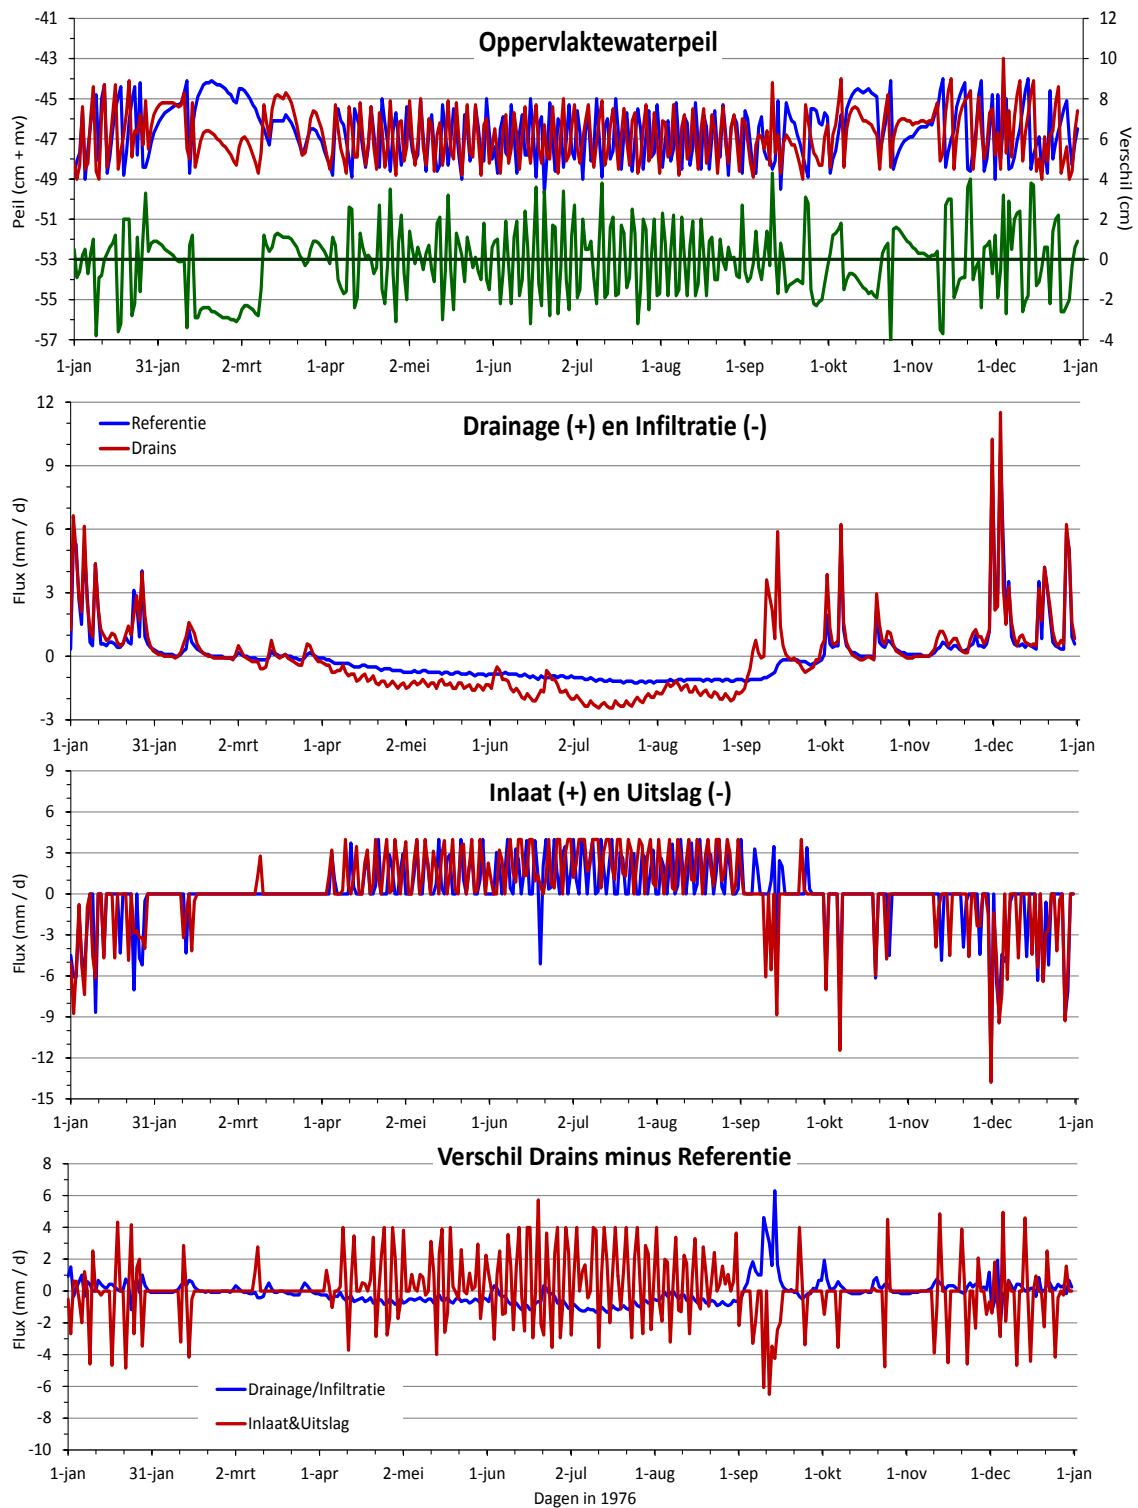 Oppervlaktewaterpeil
Peil (cm + mv)
-41
-43
-45
-47
-49
-51
-53
-55
-57
12
10
8
6
4
2
0
-2
-4
Verschil (cm)
1-jan 31-jan 2-mrt 1-apr 2-mei 1-jun 2-jul 1-aug 1-sep 1-okt 1-nov 1-dec 1-jan
Drainage (+) en Infiltratie (-)
Referentie
Drains
Flux (mm / d)
12
9
6
3
0
-3
1-jan 31-jan 2-mrt 1-apr 2-mei 1-jun 2-jul 1-aug 1-sep 1-okt 1-nov 1-dec 1-jan
Inlaat (+) en Uitslag (-)
Flux (mm / d)
9
6
3
0
-3
-6
-9
-12
-15
1-jan 31-jan 2-mrt 1-apr 2-mei 1-jun 2-jul 1-aug 1-sep 1-okt 1-nov 1-dec 1-jan
Verschil Drains minus Referentie
Flux (mm / d)
8
6
4
2
0
-2
-4
-6
-8
-10
Drainage/Infiltratie
Inlaat&Uitslag
1-jan 31-jan 2-mrt 1-apr 2-mei 1-jun 2-jul 1-aug 1-sep 1-okt 1-nov 1-dec 1-jan
Dagen in 1976